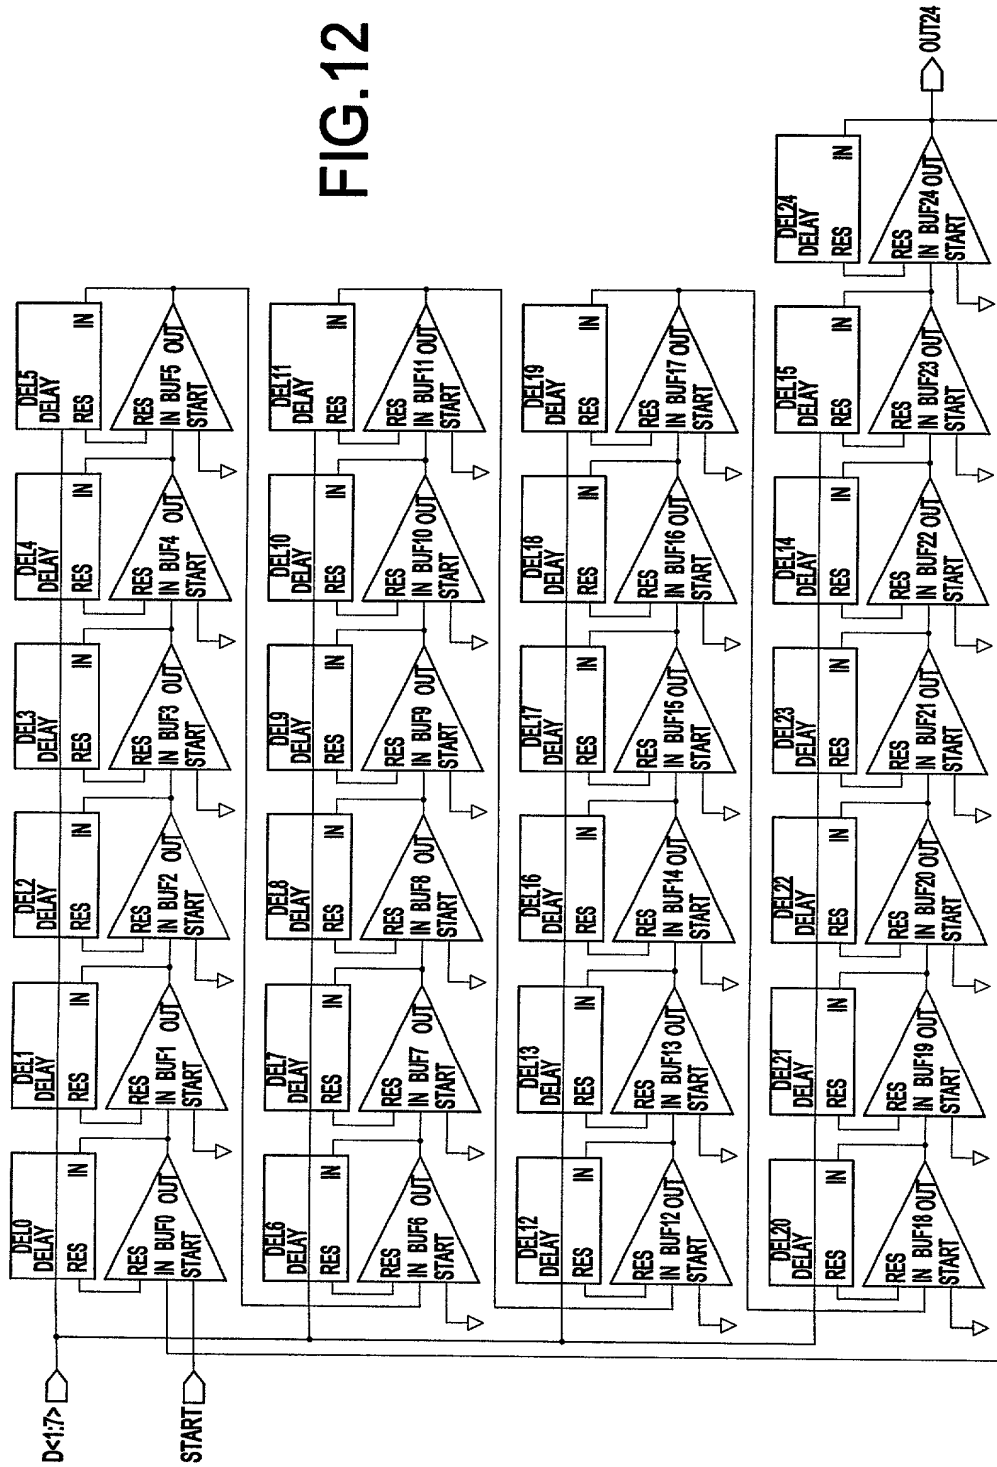 D<1:7>
DEL0 DEL1 DEL2 DEL3 DEL4 DEL5
DELAY DELAY DELAY DELAY DELAY DELAY
RES IN RES IN RES IN RES IN RES IN RES IN
RES RES RES RES RES RES
IN BUF0 OUT IN BUF1 OUT IN BUF2 OUT IN BUF3 OUT IN BUF4 OUT IN BUF5 OUT
START START START START START START
START
DEL6 DEL7 DEL8 DEL9 DEL10 DEL11
DELAY DELAY DELAY DELAY DELAY DELAY
RES IN RES IN RES IN RES IN RES IN RES IN
RES RES RES RES RES RES
IN BUF6 OUT IN BUF7 OUT IN BUF8 OUT IN BUF9 OUT IN BUF10 OUT IN BUF11 OUT
START START START START START START
FIG.12
DEL12 DEL13 DEL16 DEL17 DEL18 DEL19
DELAY DELAY DELAY DELAY DELAY DELAY
RES IN RES IN RES IN RES IN RES IN RES IN
RES RES RES RES RES RES
IN BUF12 OUT IN BUF13 OUT IN BUF14 OUT IN BUF15 OUT IN BUF16 OUT IN BUF17 OUT
START START START START START START
DEL20 DEL21 DEL22 DEL23 DEL14 DEL15 DEL24
DELAY DELAY DELAY DELAY DELAY DELAY DELAY
RES IN RES IN RES IN RES IN RES IN RES IN RES IN
RES RES RES RES RES RES RES
IN BUF18 OUT IN BUF19 OUT IN BUF20 OUT IN BUF21 OUT IN BUF22 OUT IN BUF23 OUT IN BUF24 OUT
START START START START START START START
OUT24